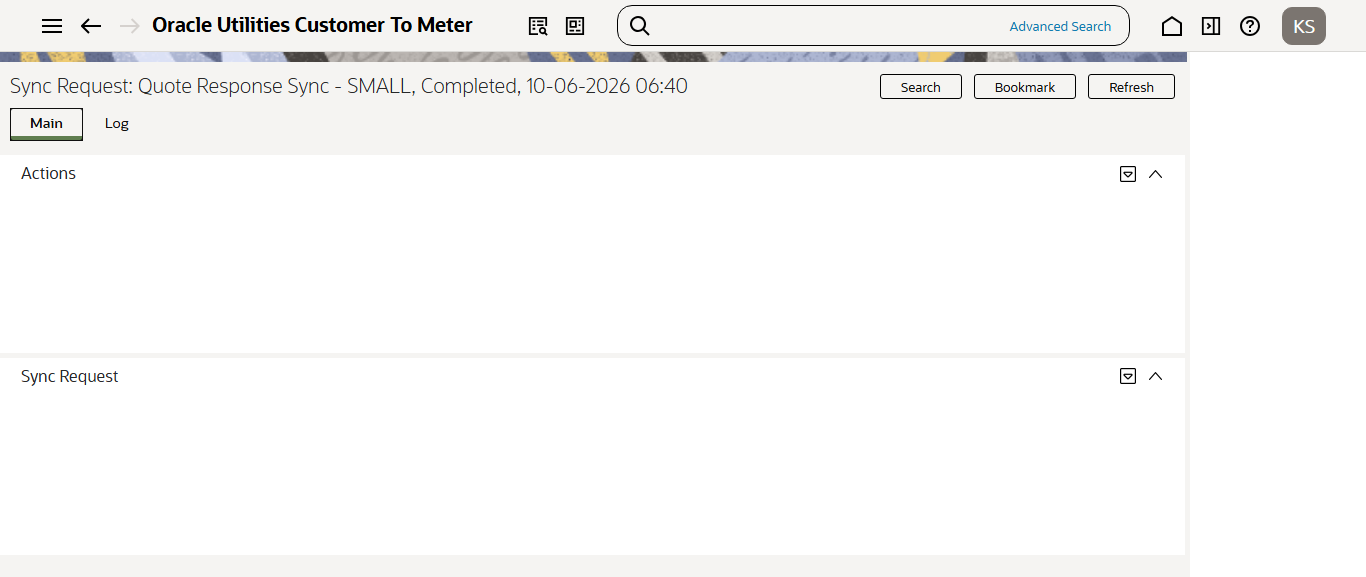 Oracle Utilities Customer To Meter
Advanced Search
KS
Sync Request: Quote Response Sync - SMALL, Completed, 10-06-2026 06:40
Search
Bookmark
Refresh
Main
Log
Actions
Sync Request